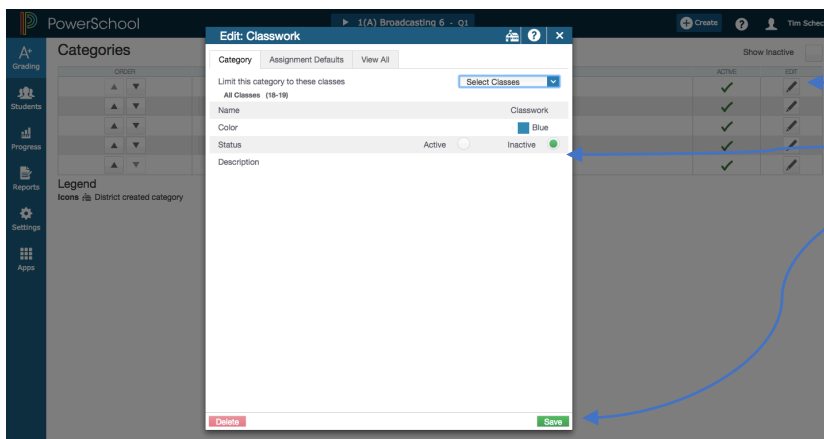 PowerSchool
1(A) Broadcasting 6 - Q1
Create
Tim Schec
Grading
Students
Progress
Reports
Settings
Apps
Categories
Show Inactive
ORDER
ACTIVE
EDIT
Legend
Icons District created category
Edit: Classwork
Category Assignment Defaults View All
Limit this category to these classes Select Classes
All Classes (18-19)
Name Classwork
Color Blue
Status Active Inactive
Description
Delete Save